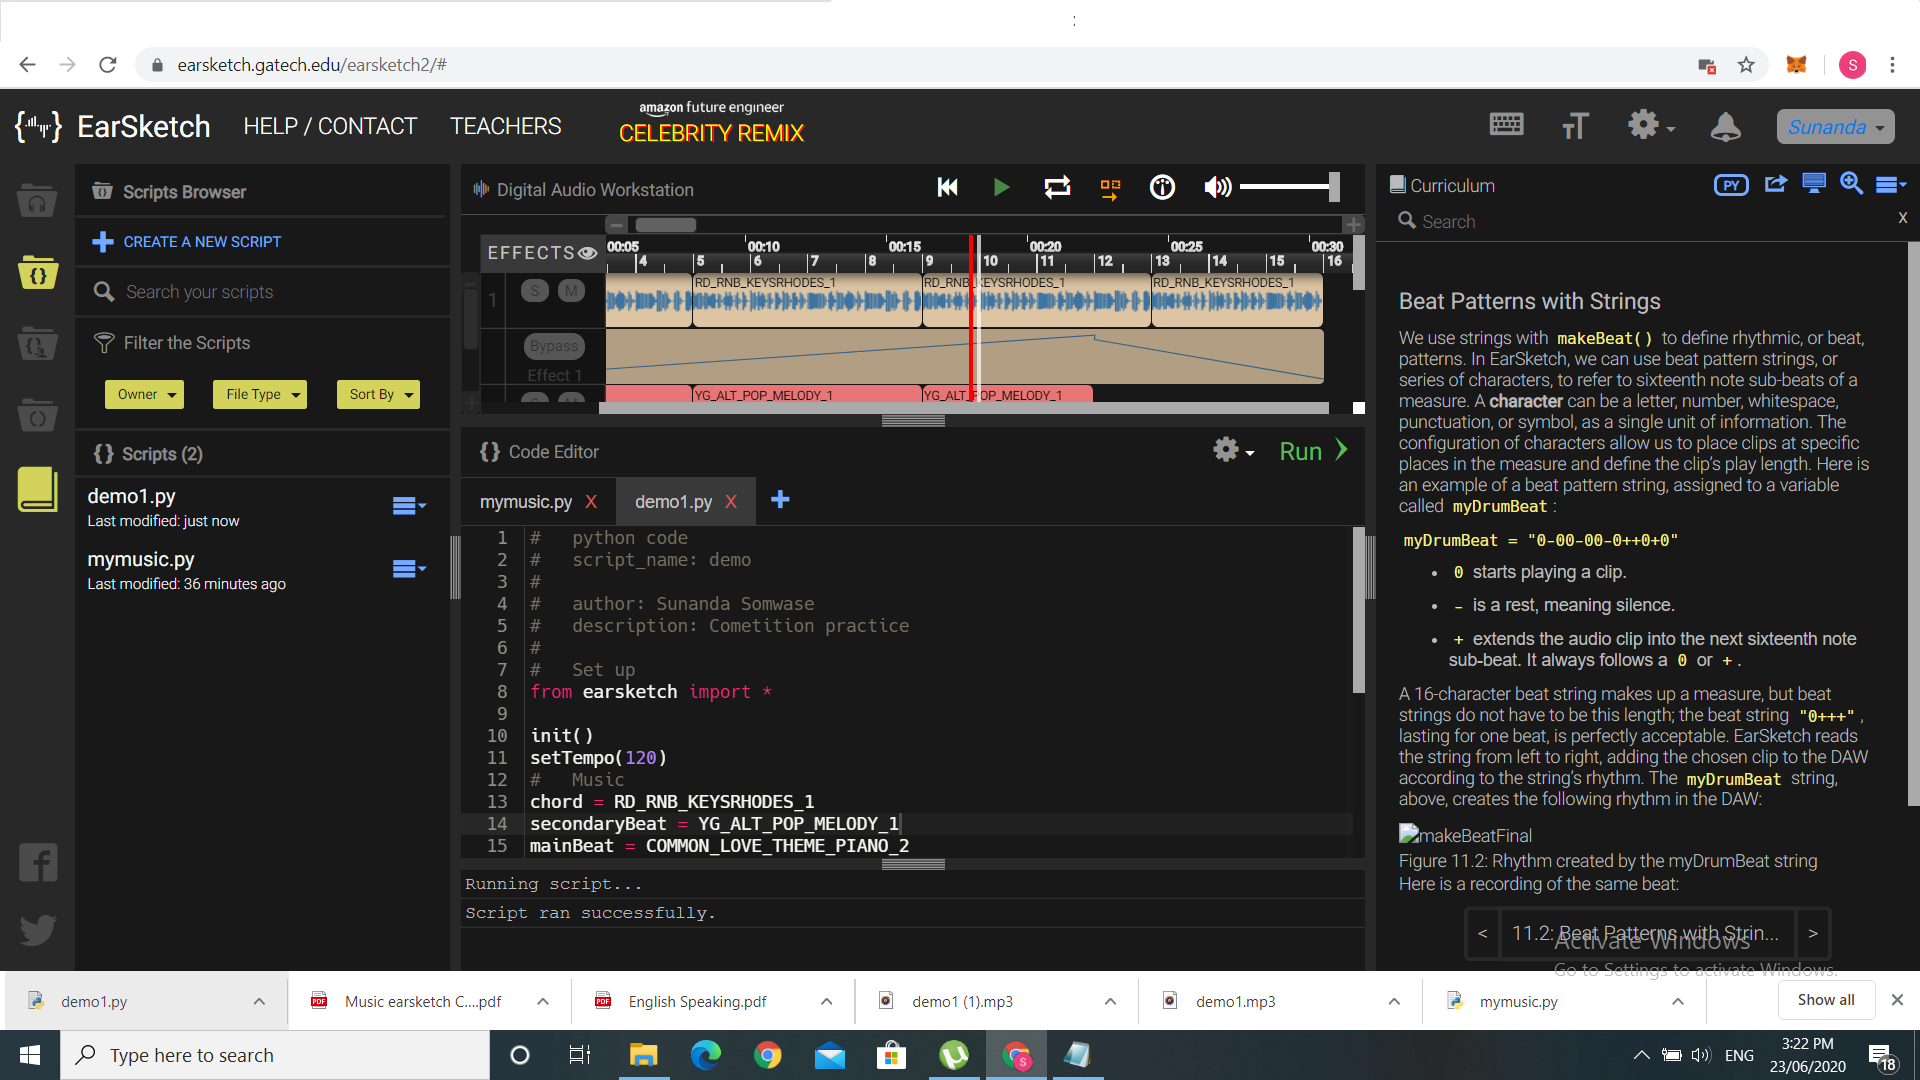 :
earsketch.gatech.edu/earsketch2/#
S
EarSketch
HELP / CONTACT
TEACHERS
amazon future engineer
CELEBRITY REMIX
Sunanda
Scripts Browser
CREATE A NEW SCRIPT
Search your scripts
Filter the Scripts
Owner
File Type
Sort By
Scripts (2)
demo1.py
Last modified: just now
mymusic.py
Last modified: 36 minutes ago
Digital Audio Workstation
EFFECTS
00:05 00:10 00:15 00:20 00:25 00:30
4 5 6 7 8 9 10 11 12 13 14 15 16
1
S M
RD_RNB_KEYSRHODES_1
RD_RNB_KEYSRHODES_1
RD_RNB_KEYSRHODES_1
Bypass
Effect 1
YG_ALT_POP_MELODY_1
YG_ALT_POP_MELODY_1
{} Code Editor
Run
mymusic.py X
demo1.py X
1 # python code
2 # script_name: demo
3 #
4 # author: Sunanda Somwase
5 # description: Cometition practice
6 #
7 # Set up
8 from earsketch import *
9
10 init()
11 setTempo(120)
12 # Music
13 chord = RD_RNB_KEYSRHODES_1
14 secondaryBeat = YG_ALT_POP_MELODY_1
15 mainBeat = COMMON_LOVE_THEME_PIANO_2
Running script...
Script ran successfully.
Curriculum
PY
Search
X
Beat Patterns with Strings
We use strings with makeBeat() to define rhythmic, or beat,
patterns. In EarSketch, we can use beat pattern strings, or
series of characters, to refer to sixteenth note sub-beats of a
measure. A character can be a letter, number, whitespace,
punctuation, or symbol, as a single unit of information. The
configuration of characters allow us to place clips at specific
places in the measure and define the clip's play length. Here is
an example of a beat pattern string, assigned to a variable
called myDrumBeat :
myDrumBeat = "0-00-00-0++0+0"
• 0 starts playing a clip.
• - is a rest, meaning silence.
• + extends the audio clip into the next sixteenth note
sub-beat. It always follows a 0 or + .
A 16-character beat string makes up a measure, but beat
strings do not have to be this length; the beat string "0+++" ,
lasting for one beat, is perfectly acceptable. EarSketch reads
the string from left to right, adding the chosen clip to the DAW
according to the string's rhythm. The myDrumBeat string,
above, creates the following rhythm in the DAW:
makeBeatFinal
Figure 11.2: Rhythm created by the myDrumBeat string
Here is a recording of the same beat:
< 11.2: Beat Patterns with Strin... >
Activate Windows
Go to Settings to activate Windows.
demo1.py
Music earsketch C....pdf
English Speaking.pdf
demo1 (1).mp3
demo1.mp3
mymusic.py
Show all
Type here to search
ENG
3:22 PM
23/06/2020
18